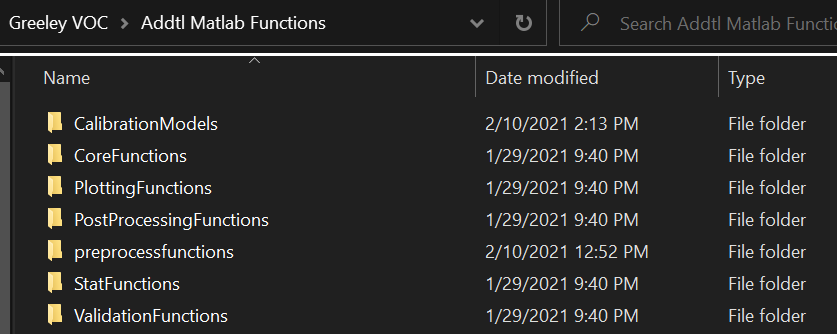 Greeley VOC > Addtl Matlab Functions Search Addtl Matlab Functio
Name Date modified Type
CalibrationModels 2/10/2021 2:13 PM File folder
CoreFunctions 1/29/2021 9:40 PM File folder
PlottingFunctions 1/29/2021 9:40 PM File folder
PostProcessingFunctions 1/29/2021 9:40 PM File folder
preprocessfunctions 2/10/2021 12:52 PM File folder
StatFunctions 1/29/2021 9:40 PM File folder
ValidationFunctions 1/29/2021 9:40 PM File folder